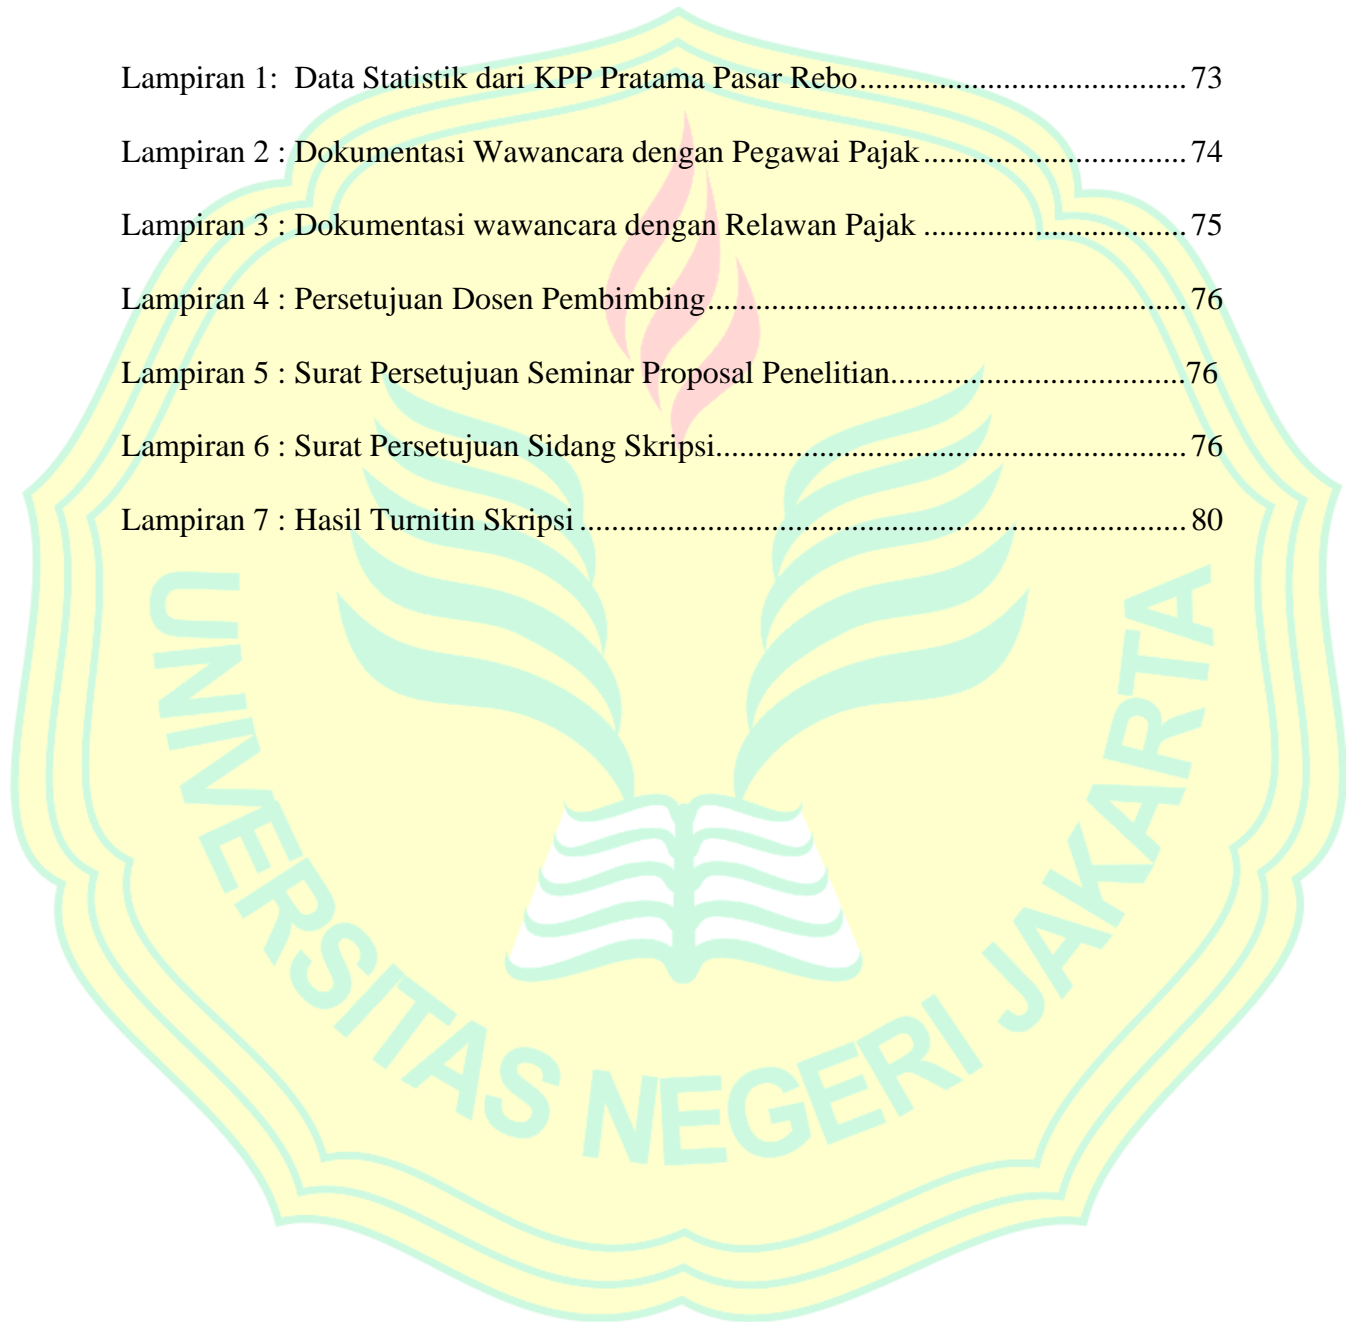 Lampiran 1:  Data Statistik dari KPP Pratama Pasar Rebo......................................... 73
Lampiran 2 : Dokumentasi Wawancara dengan Pegawai Pajak................................. 74
Lampiran 3 : Dokumentasi wawancara dengan Relawan Pajak ................................. 75
Lampiran 4 : Persetujuan Dosen Pembimbing............................................................ 76
Lampiran 5 : Surat Persetujuan Seminar Proposal Penelitian.....................................76
Lampiran 6 : Surat Persetujuan Sidang Skripsi........................................................... 76
Lampiran 7 : Hasil Turnitin Skripsi ............................................................................ 80
UNIVERSITAS NEGERI JAKARTA